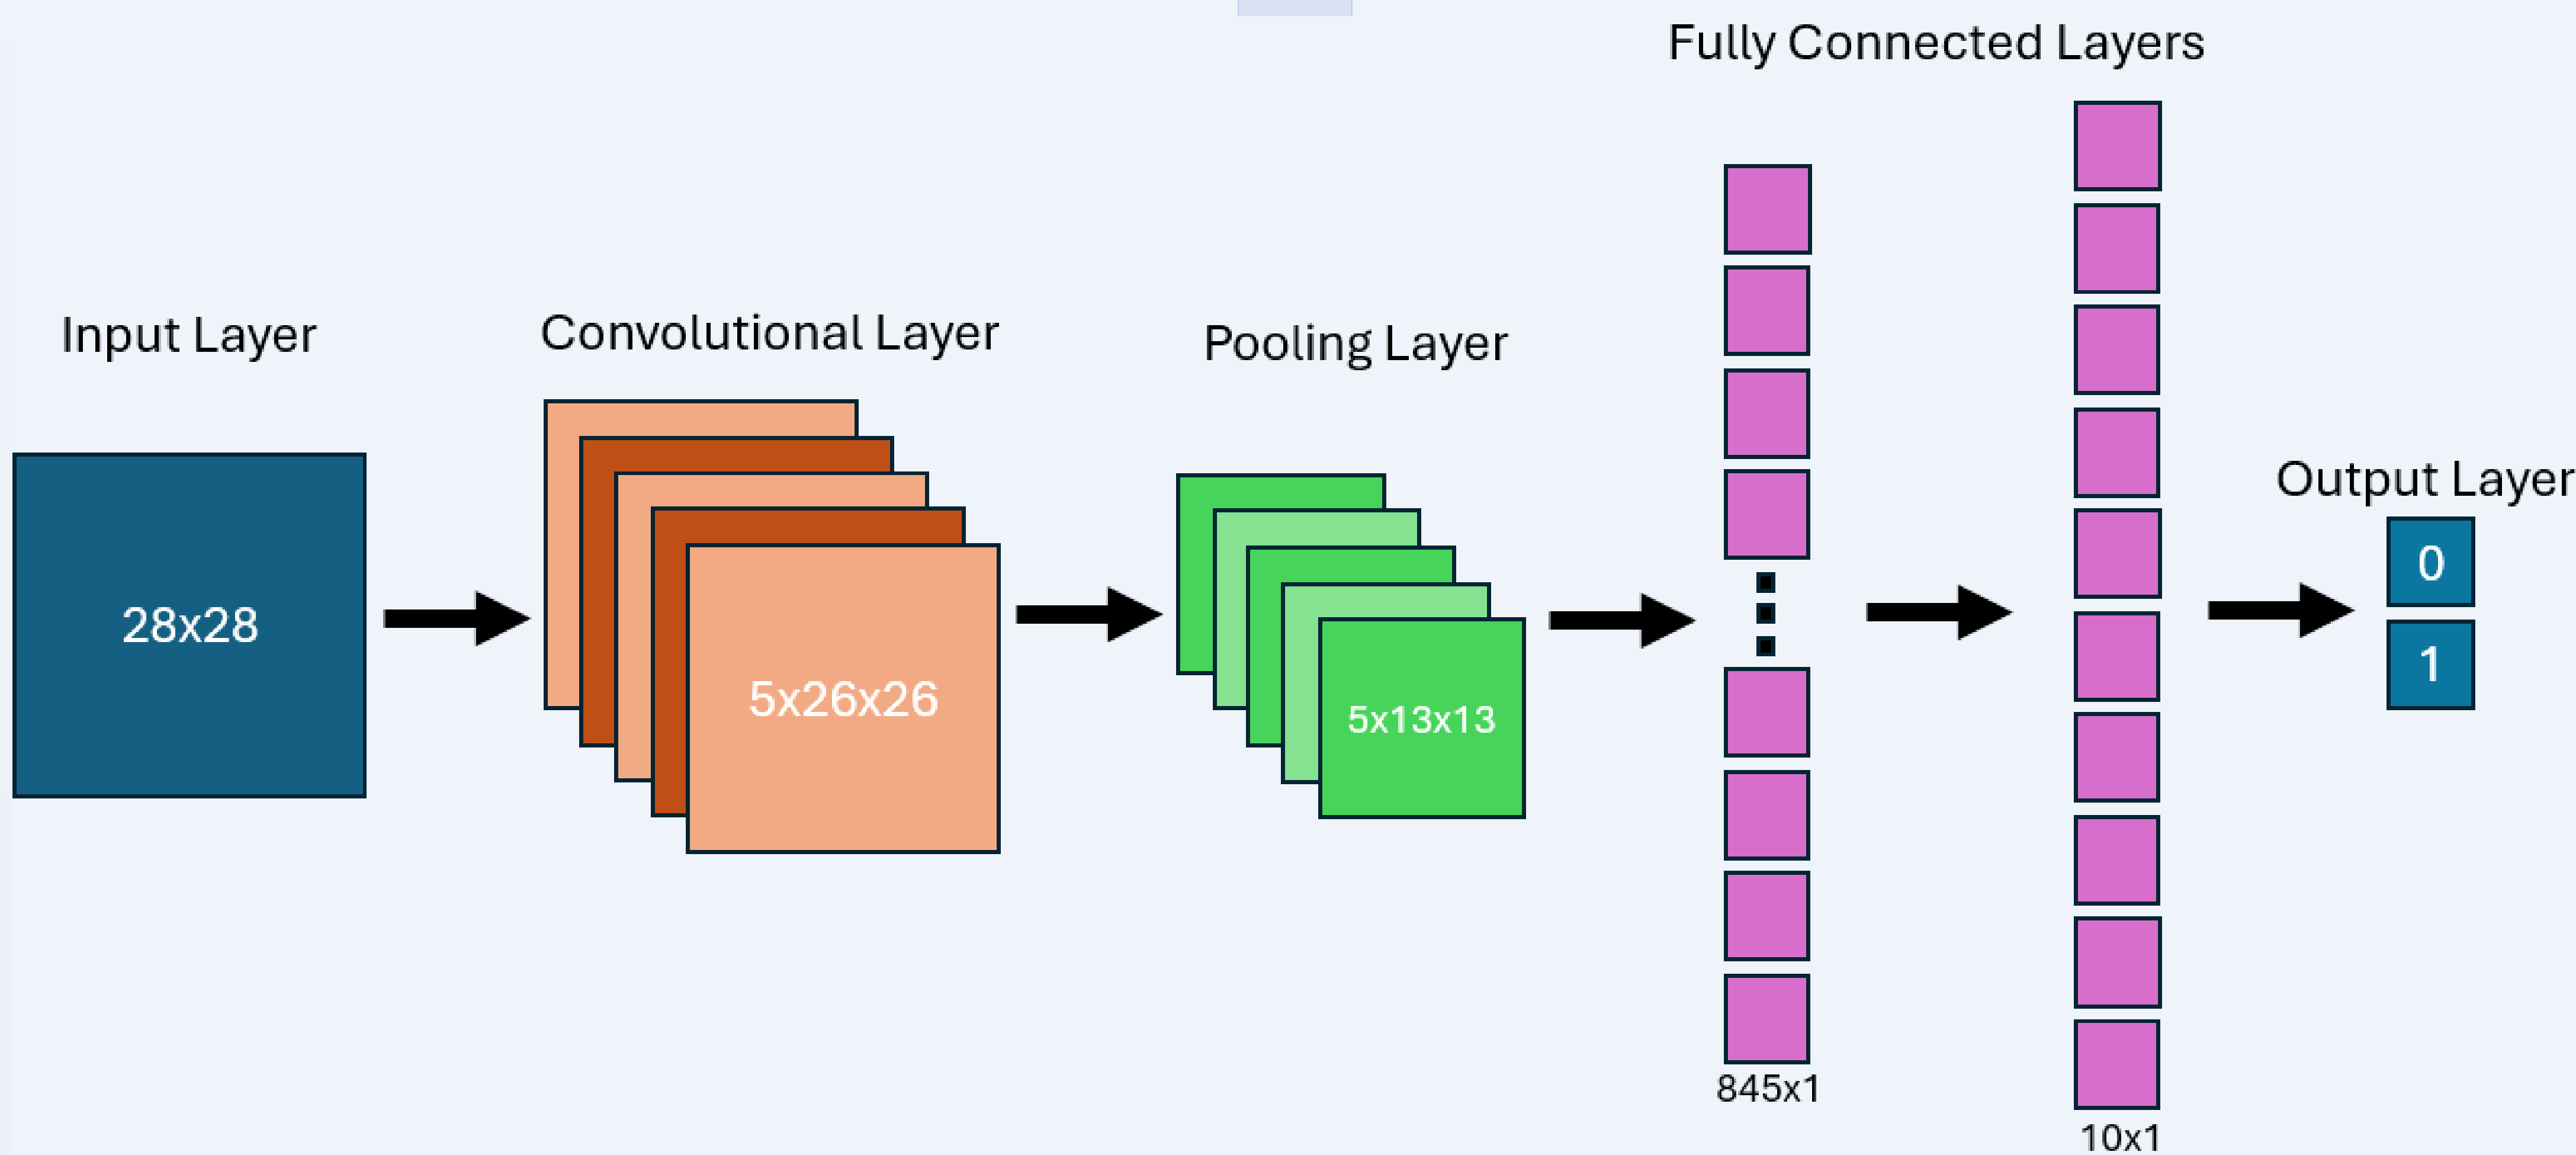 Fully Connected Layers
Input Layer
Convolutional Layer
Pooling Layer
Output Layer
28x28
5x26x26
5x13x13
0
1
845x1
10x1